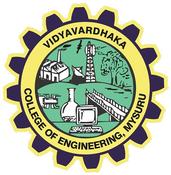 VIDYAVARDHAKA
COLLEGE OF ENGINEERING, MYSURU